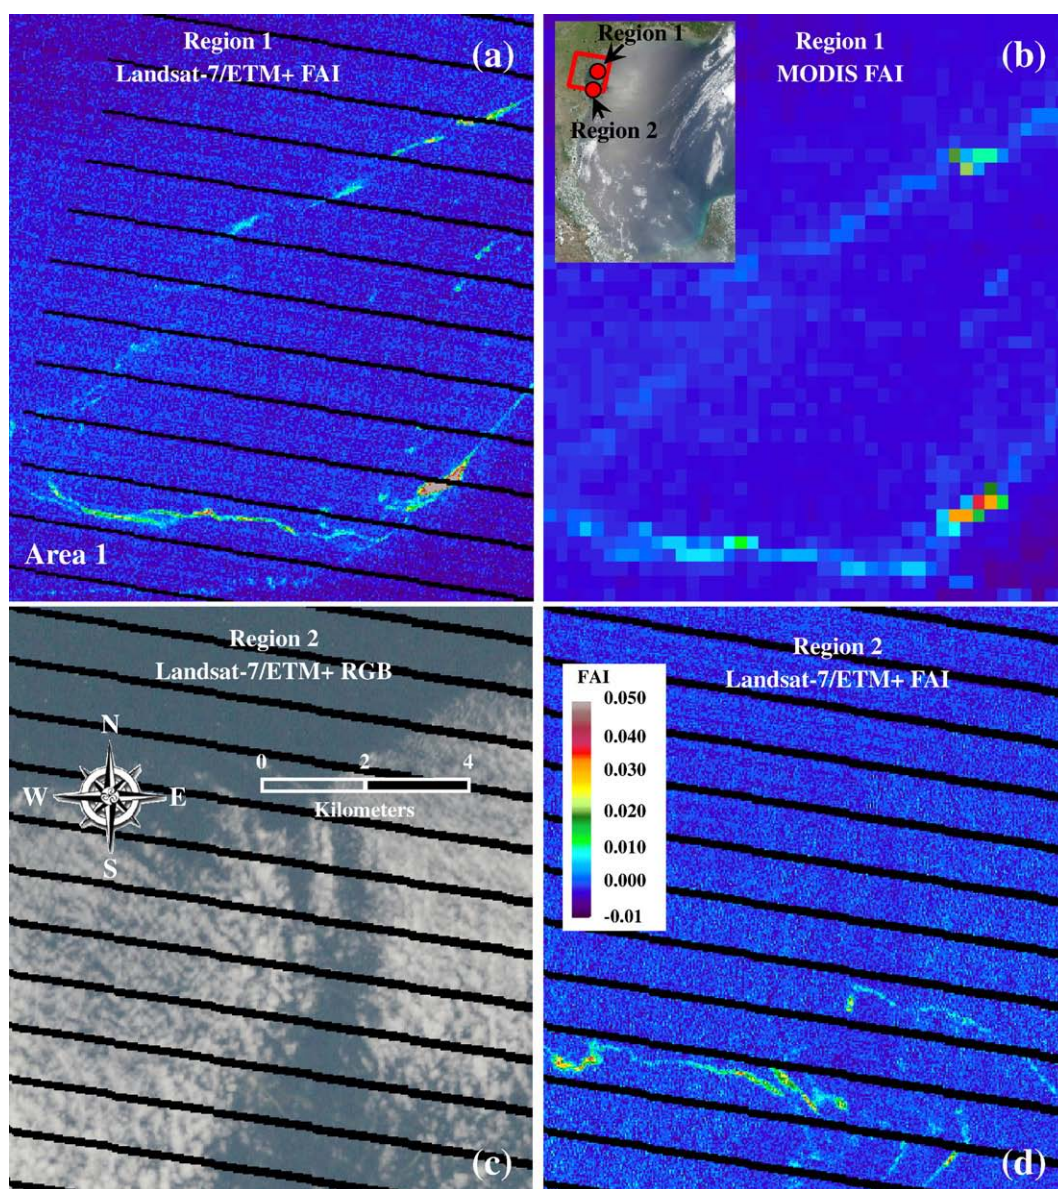 Region 1
Landsat-7/ETM+ FAI
(a)
Area 1
Region 1
Region 2
Region 1
MODIS FAI
(b)
Region 2
Landsat-7/ETM+ RGB
N
W
E
S
0
2
4
Kilometers
(c)
Region 2
Landsat-7/ETM+ FAI
FAI
0.050
0.040
0.030
0.020
0.010
0.000
-0.01
(d)